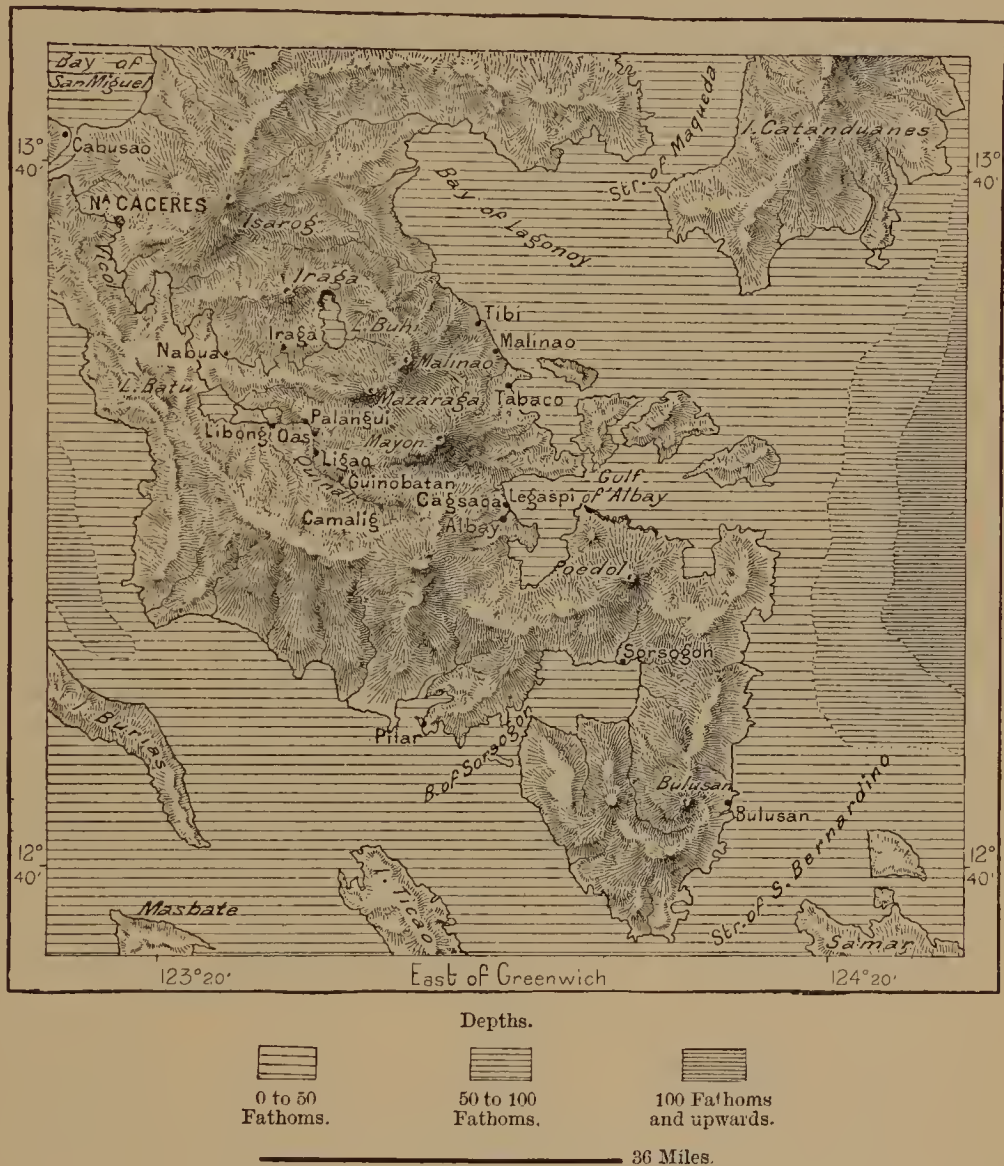 Bay of
San Miguel
Str. of Maqueda
I. Catanduanes
Cabusao
13°
40'
13°
40'
Bay of Lagonoy
NA CACERES
Isarog
Vico
Iraga
Tibi
L. Buhi
Iraga
Malinao
Nabua
Malinao
L. Batu
Mazaraga
Tabaco
Palangui
Libong
Oas
Mayon
Ligao
Gulf
of Albay
Guinobatan
Quinali
Cagsaoa
Legaspi
Camalig
Albay
Poedol
Sorsogon
I. Burias
Pilar
B. of Sorsogon
Bulusan
Bulusan
Str. of S. Bernardino
12°
40'
12°
40'
Masbate
I. Ticao
Samar
123°20'
East of Greenwich
124°20'
Depths.
0 to 50
Fathoms.
50 to 100
Fathoms.
100 Fathoms
and upwards.
36 Miles.